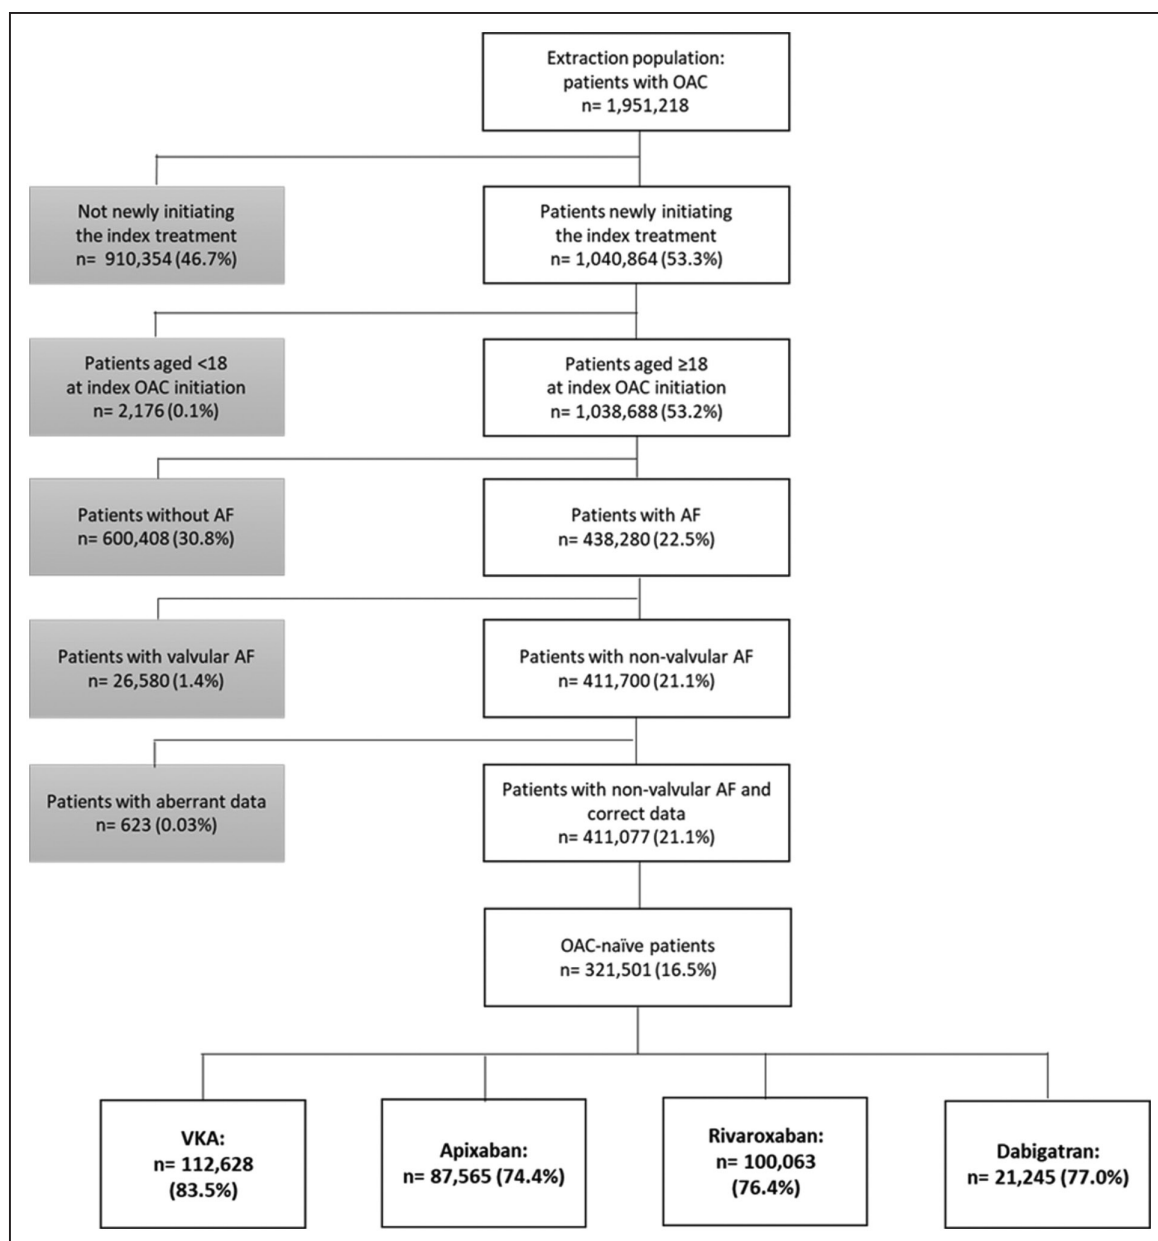 Extraction population:
patients with OAC
n= 1,951,218
Not newly initiating
the index treatment
n=  910,354 (46.7%)
Patients newly initiating
the index treatment
n= 1,040,864 (53.3%)
Patients aged <18
at index OAC initiation
n= 2,176 (0.1%)
Patients aged ≥18
at index OAC initiation
n= 1,038,688 (53.2%)
Patients without AF
n= 600,408 (30.8%)
Patients with AF
n= 438,280 (22.5%)
Patients with valvular AF
n= 26,580 (1.4%)
Patients with non-valvular AF
n= 411,700 (21.1%)
Patients with aberrant data
n= 623 (0.03%)
Patients with non-valvular AF and
correct data
n= 411,077 (21.1%)
OAC-naïve patients
n= 321,501 (16.5%)
VKA:
n= 112,628
(83.5%)
Apixaban:
n= 87,565 (74.4%)
Rivaroxaban:
n= 100,063
(76.4%)
Dabigatran:
n= 21,245 (77.0%)